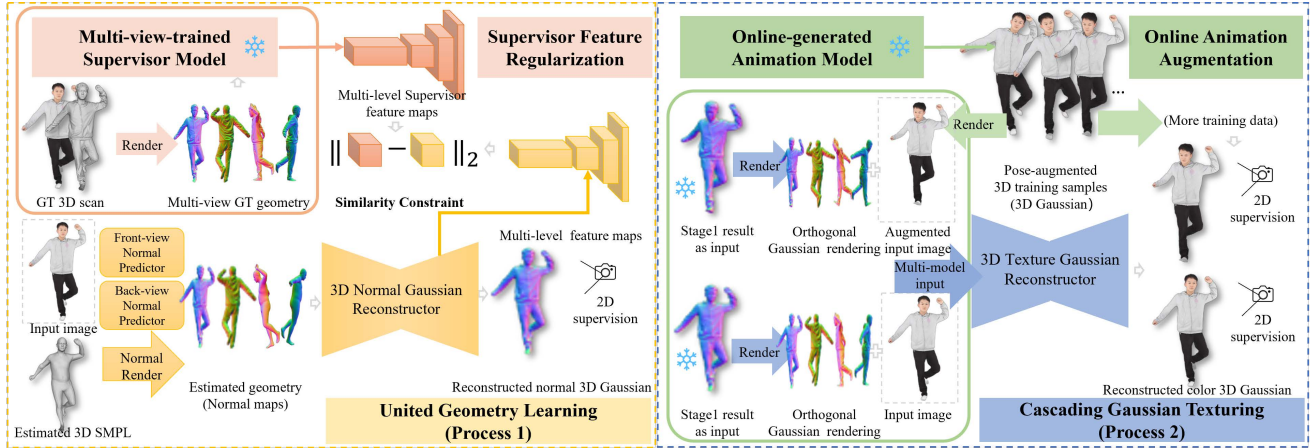 Multi-view-trained
Supervisor Model
Supervisor Feature
Regularization
Multi-level Supervisor
feature maps
Render
GT 3D scan
Multi-view GT geometry
‖ − ‖2
Similarity Constraint
Multi-level feature maps
Front-view
Normal
Predictor
Back-view
Normal
Predictor
Input image
Normal
Render
Estimated 3D SMPL
Estimated geometry
(Normal maps)
3D Normal Gaussian
Reconstructor
2D
supervision
Reconstructed normal 3D Gaussian
United Geometry Learning
(Process 1)
Online-generated
Animation Model
Online Animation
Augmentation
...
Render
(More training data)
Render
Pose-augmented
3D training samples
(3D Gaussian)
2D
supervision
Stage1 result
as input
Orthogonal
Gaussian rendering
Augmented
input image
Multi-model
input
3D Texture Gaussian
Reconstructor
Render
2D
supervision
Stage1 result
as input
Orthogonal
Gaussian rendering
Input image
Reconstructed color 3D Gaussian
Cascading Gaussian Texturing
(Process 2)